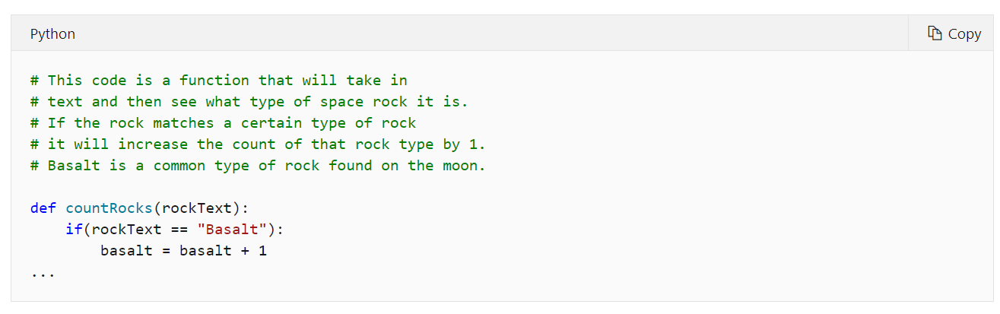 Python
Copy
# This code is a function that will take in
# text and then see what type of space rock it is.
# If the rock matches a certain type of rock
# it will increase the count of that rock type by 1.
# Basalt is a common type of rock found on the moon.

def countRocks(rockText):
    if(rockText == "Basalt"):
        basalt = basalt + 1
...